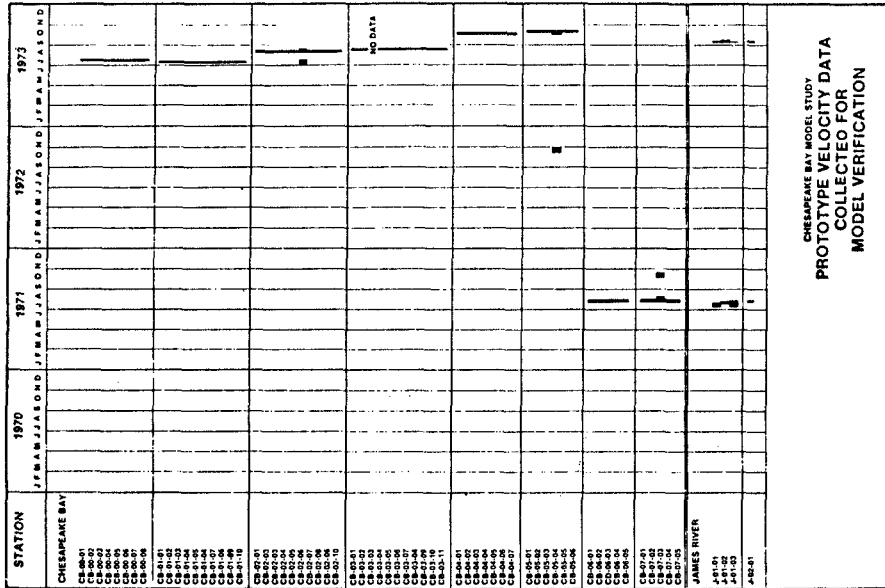 STATION
1970
1971
1972
1973
J F M A M J J A S O N D
J F M A M J J A S O N D
J F M A M J J A S O N D
J F M A M J J A S O N D
CHESAPEAKE BAY
CB-00-01
CB-00-02
CB-00-03
CB-00-04
CB-00-05
CB-00-06
CB-00-07
CB-00-08
CB-01-01
CB-01-02
CB-01-03
CB-01-04
CB-01-05
CB-01-07
CB-01-08
CB-01-09
CB-01-10
CB-02-01
CB-02-03
CB-02-04
CB-02-05
CB-02-06
CB-02-07
CB-02-08
CB-02-09
CB-02-10
CB-03-01
CB-03-02
CB-03-03
NO DATA
CB-03-04
CB-03-05
CB-03-06
CB-03-07
CB-03-09
CB-03-10
CB-03-11
CB-04-01
CB-04-02
CB-04-03
CB-04-04
CB-04-05
CB-04-06
CB-04-07
CB-05-01
CB-05-02
CB-05-03
CB-05-04
CB-05-05
CB-05-06
CB-06-01
CB-06-02
CB-06-03
CB-06-04
CB-06-05
CB-07-01
CB-07-02
CB-07-03
CB-07-04
CB-07-05
JAMES RIVER
J-01-01
J-01-02
J-01-03
J-02-01
CHESAPEAKE BAY MODEL STUDY
PROTOTYPE VELOCITY DATA
COLLECTED FOR
MODEL VERIFICATION